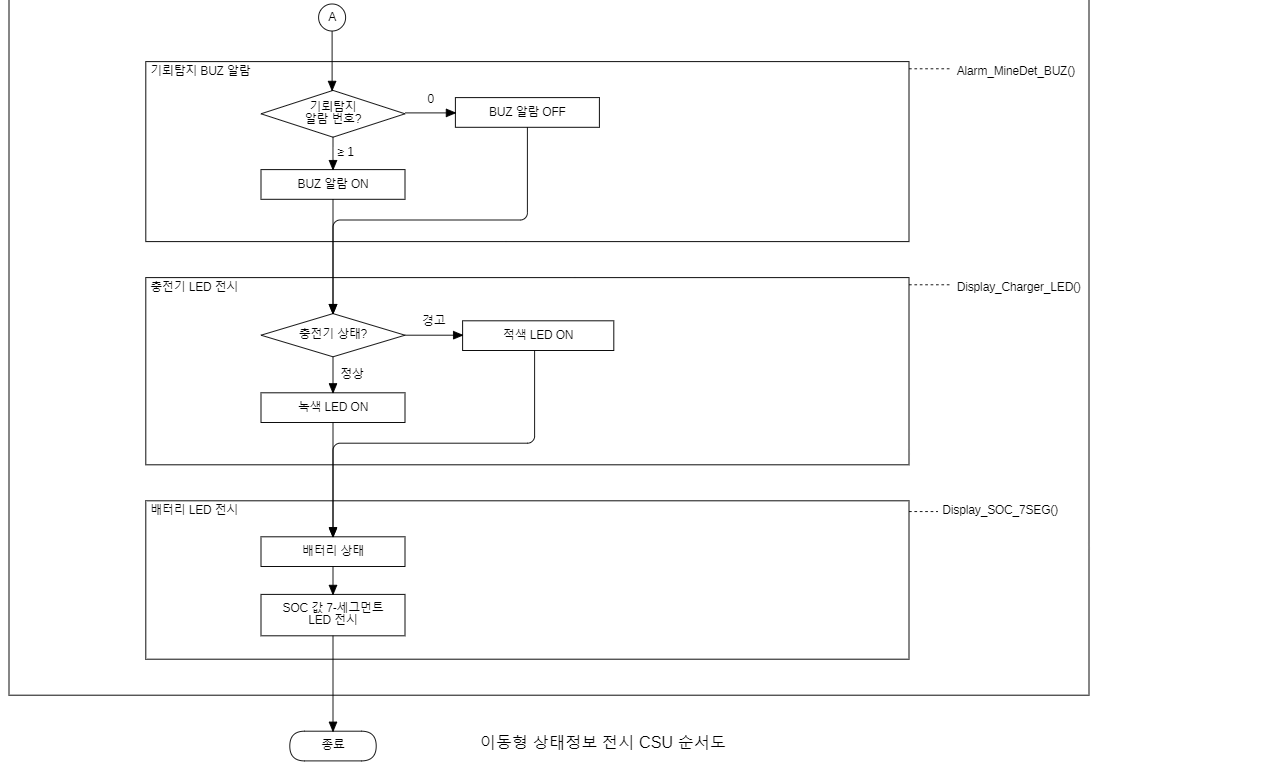 A
기뢰탐지 BUZ 알람
Alarm_MineDet_BUZ()
기뢰탐지
알람 번호?
0
BUZ 알람 OFF
≥ 1
BUZ 알람 ON
충전기 LED 전시
Display_Charger_LED()
충전기 상태?
경고
적색 LED ON
정상
녹색 LED ON
배터리 LED 전시
Display_SOC_7SEG()
배터리 상태
SOC 값 7-세그먼트
LED 전시
종료
이동형 상태정보 전시 CSU 순서도